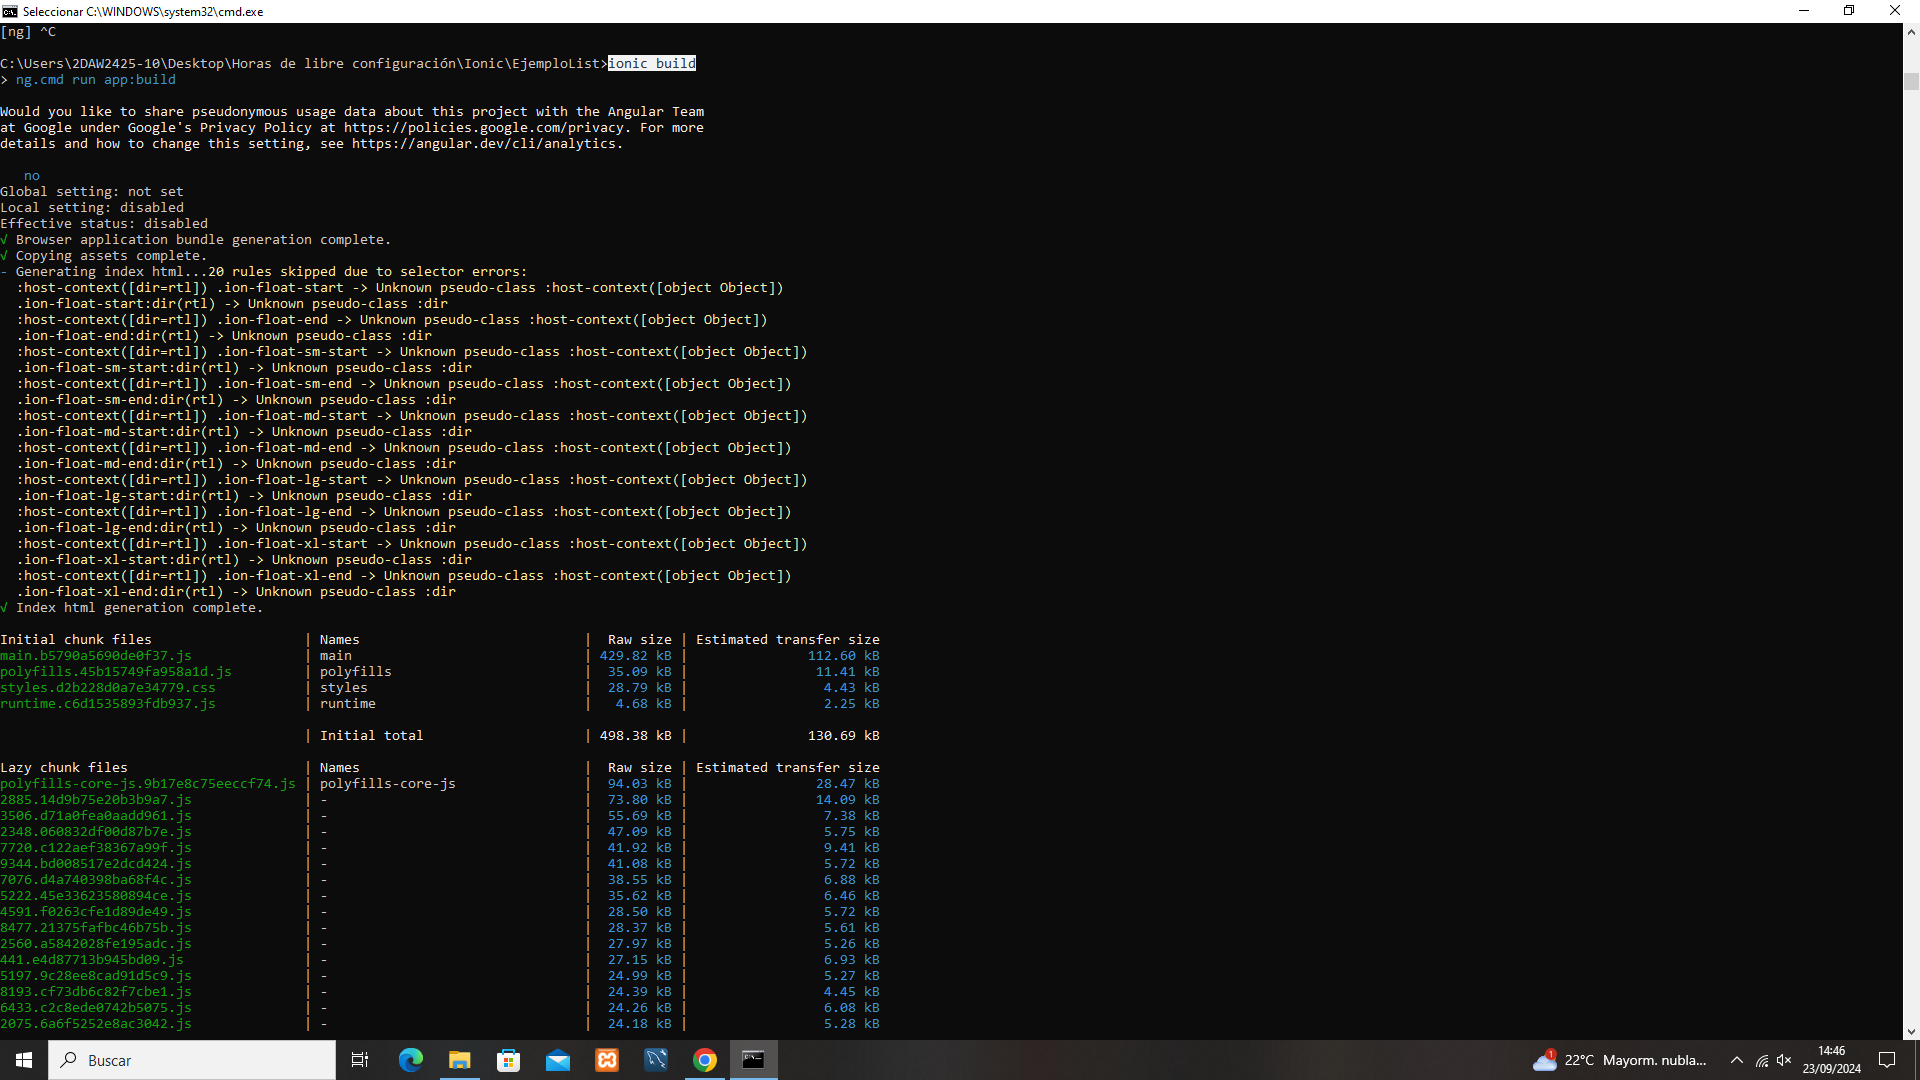 Seleccionar C:\WINDOWS\system32\cmd.exe
[ng] ^C
C:\Users\2DAW2425-10\Desktop\Horas de libre configuración\Ionic\EjemploList>ionic build
> ng.cmd run app:build
Would you like to share pseudonymous usage data about this project with the Angular Team
at Google under Google's Privacy Policy at https://policies.google.com/privacy. For more
details and how to change this setting, see https://angular.dev/cli/analytics.
no
Global setting: not set
Local setting: disabled
Effective status: disabled
√ Browser application bundle generation complete.
√ Copying assets complete.
- Generating index html...20 rules skipped due to selector errors:
:host-context([dir=rtl]) .ion-float-start -> Unknown pseudo-class :host-context([object Object])
.ion-float-start:dir(rtl) -> Unknown pseudo-class :dir
:host-context([dir=rtl]) .ion-float-end -> Unknown pseudo-class :host-context([object Object])
.ion-float-end:dir(rtl) -> Unknown pseudo-class :dir
:host-context([dir=rtl]) .ion-float-sm-start -> Unknown pseudo-class :host-context([object Object])
.ion-float-sm-start:dir(rtl) -> Unknown pseudo-class :dir
:host-context([dir=rtl]) .ion-float-sm-end -> Unknown pseudo-class :host-context([object Object])
.ion-float-sm-end:dir(rtl) -> Unknown pseudo-class :dir
:host-context([dir=rtl]) .ion-float-md-start -> Unknown pseudo-class :host-context([object Object])
.ion-float-md-start:dir(rtl) -> Unknown pseudo-class :dir
:host-context([dir=rtl]) .ion-float-md-end -> Unknown pseudo-class :host-context([object Object])
.ion-float-md-end:dir(rtl) -> Unknown pseudo-class :dir
:host-context([dir=rtl]) .ion-float-lg-start -> Unknown pseudo-class :host-context([object Object])
.ion-float-lg-start:dir(rtl) -> Unknown pseudo-class :dir
:host-context([dir=rtl]) .ion-float-lg-end -> Unknown pseudo-class :host-context([object Object])
.ion-float-lg-end:dir(rtl) -> Unknown pseudo-class :dir
:host-context([dir=rtl]) .ion-float-xl-start -> Unknown pseudo-class :host-context([object Object])
.ion-float-xl-start:dir(rtl) -> Unknown pseudo-class :dir
:host-context([dir=rtl]) .ion-float-xl-end -> Unknown pseudo-class :host-context([object Object])
.ion-float-xl-end:dir(rtl) -> Unknown pseudo-class :dir
√ Index html generation complete.
Initial chunk files | Names | Raw size | Estimated transfer size
main.b5790a5690de0f37.js | main | 429.82 kB | 112.60 kB
polyfills.45b15749fa958a1d.js | polyfills | 35.09 kB | 11.41 kB
styles.d2b228d0a7e34779.css | styles | 28.79 kB | 4.43 kB
runtime.c6d1535893fdb937.js | runtime | 4.68 kB | 2.25 kB
| Initial total | 498.38 kB | 130.69 kB
Lazy chunk files | Names | Raw size | Estimated transfer size
polyfills-core-js.9b17e8c75eeccf74.js | polyfills-core-js | 94.03 kB | 28.47 kB
2885.14d9b75e20b3b9a7.js | - | 73.80 kB | 14.09 kB
3506.d71a0fea0aadd961.js | - | 55.69 kB | 7.38 kB
2348.060832df00d87b7e.js | - | 47.09 kB | 5.75 kB
7720.c122aef38367a99f.js | - | 41.92 kB | 9.41 kB
9344.bd008517e2dcd424.js | - | 41.08 kB | 5.72 kB
7076.d4a740398ba68f4c.js | - | 38.55 kB | 6.88 kB
5222.45e33623580894ce.js | - | 35.62 kB | 6.46 kB
4591.f0263cfe1d89de49.js | - | 28.50 kB | 5.72 kB
8477.21375fafbc46b75b.js | - | 28.37 kB | 5.61 kB
2560.a5842028fe195adc.js | - | 27.97 kB | 5.26 kB
441.e4d87713b945bd09.js | - | 27.15 kB | 6.93 kB
5197.9c28ee8cad91d5c9.js | - | 24.99 kB | 5.27 kB
8193.cf73db6c82f7cbe1.js | - | 24.39 kB | 4.45 kB
6433.c2c8ede0742b5075.js | - | 24.26 kB | 6.08 kB
2075.6a6f5252e8ac3042.js | - | 24.18 kB | 5.28 kB
Buscar
1
22°C Mayorm. nubla...
14:46
23/09/2024